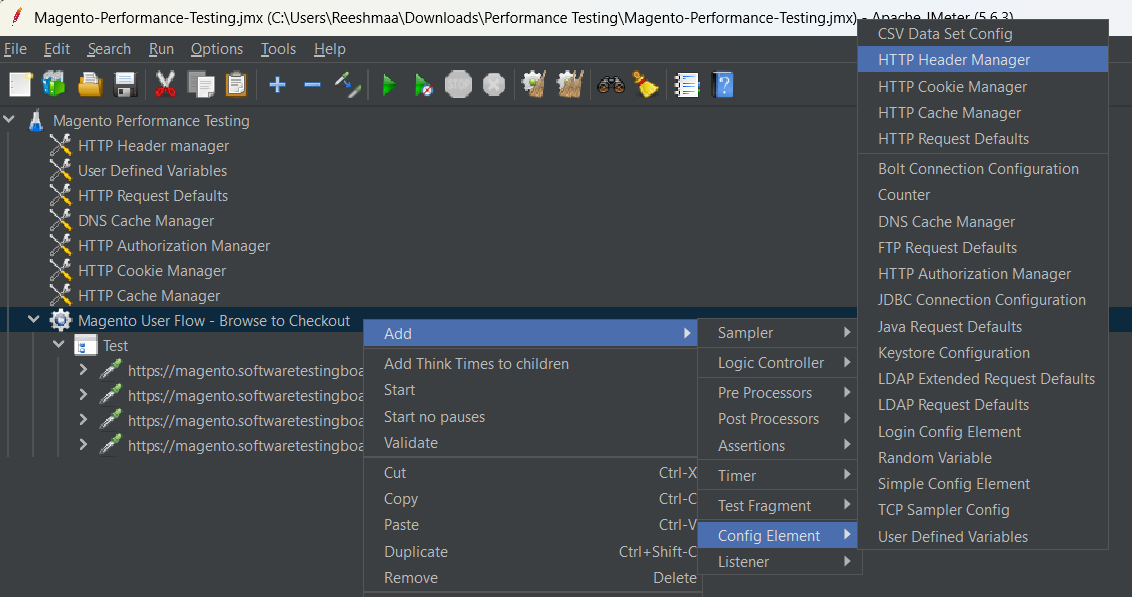 Magento-Performance-Testing.jmx (C:\Users\Reeshmaa\Downloads\Performance Testing\Magento-Performance-Testing.jmx) - Apache JMeter (5.6.3)
File Edit Search Run Options Tools Help
STOP
Magento Performance Testing
HTTP Header manager
User Defined Variables
HTTP Request Defaults
DNS Cache Manager
HTTP Authorization Manager
HTTP Cookie Manager
HTTP Cache Manager
Magento User Flow - Browse to Checkout
Test
https://magento.softwaretestingboa
https://magento.softwaretestingboa
https://magento.softwaretestingboa
https://magento.softwaretestingboa
Add
Add Think Times to children
Start
Start no pauses
Validate
Cut Ctrl-X
Copy Ctrl-C
Paste Ctrl-V
Duplicate Ctrl+Shift-C
Remove Delete
Sampler
Logic Controller
Pre Processors
Post Processors
Assertions
Timer
Test Fragment
Config Element
Listener
CSV Data Set Config
HTTP Header Manager
HTTP Cookie Manager
HTTP Cache Manager
HTTP Request Defaults
Bolt Connection Configuration
Counter
DNS Cache Manager
FTP Request Defaults
HTTP Authorization Manager
JDBC Connection Configuration
Java Request Defaults
Keystore Configuration
LDAP Extended Request Defaults
LDAP Request Defaults
Login Config Element
Random Variable
Simple Config Element
TCP Sampler Config
User Defined Variables